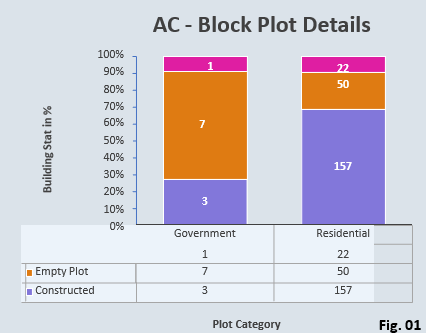 AC - Block Plot Details
Building Stat in %
100%
90%
80%
70%
60%
50%
40%
30%
20%
10%
0%
1
7
3
22
50
157
Government Residential
1 22
Empty Plot 7 50
Constructed 3 157
Plot Category
Fig. 01